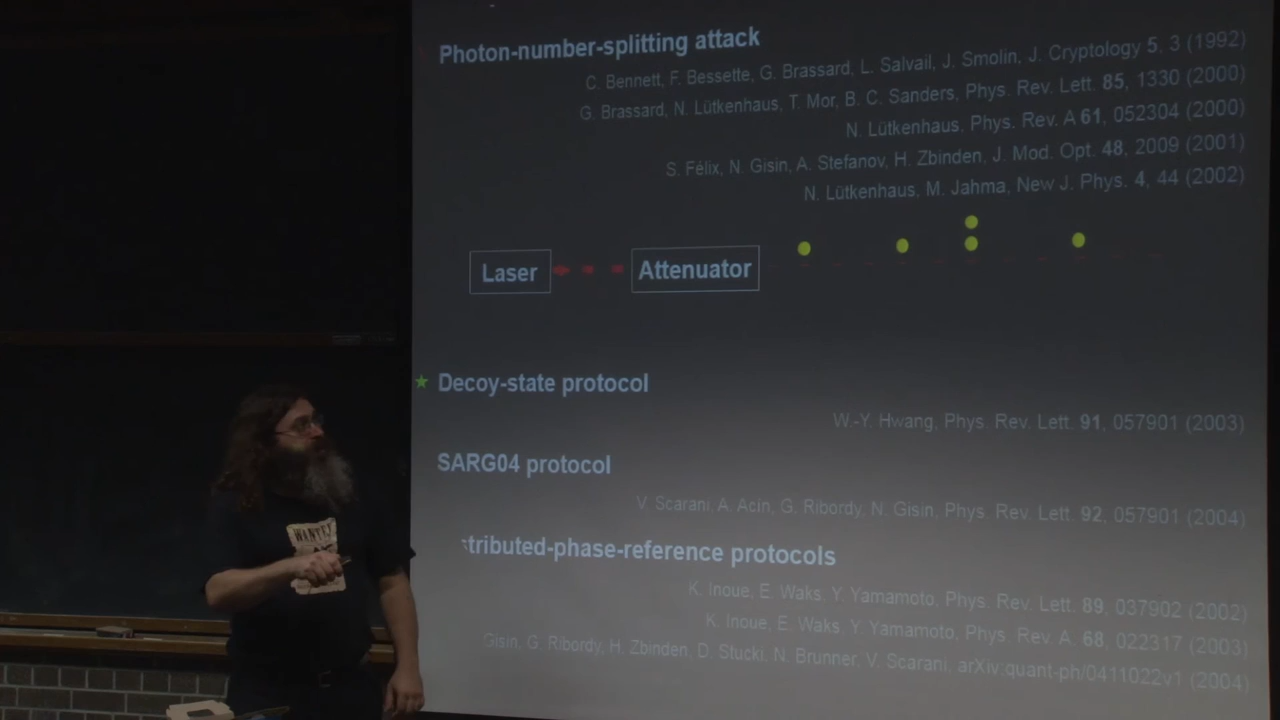 Photon-number-splitting attack
C. Bennett, F. Bessette, G. Brassard, L. Salvail, J. Smolin, J. Cryptology 5, 3 (1992)
G. Brassard, N. Lütkenhaus, T. Mor, B. C. Sanders, Phys. Rev. Lett. 85, 1330 (2000)
N. Lütkenhaus, Phys. Rev. A 61, 052304 (2000)
S. Félix, N. Gisin, A. Stefanov, H. Zbinden, J. Mod. Opt. 48, 2009 (2001)
N. Lütkenhaus, M. Jahma, New J. Phys. 4, 44 (2002)
Laser
Attenuator
Decoy-state protocol
W.-Y. Hwang, Phys. Rev. Lett. 91, 057901 (2003)
SARG04 protocol
V. Scarani, A. Acin, G. Ribordy, N. Gisin, Phys. Rev. Lett. 92, 057901 (2004)
WANTED
stributed-phase-reference protocols
K. Inoue, E. Waks, Y. Yamamoto, Phys. Rev. Lett. 89, 037902 (2002)
K. Inoue, E. Waks, Y. Yamamoto, Phys. Rev. A. 68, 022317 (2003)
Gisin, G. Ribordy, H. Zbinden, D. Stucki, N. Brunner, V. Scarani, arXiv:quant-ph/0411022v1 (2004)